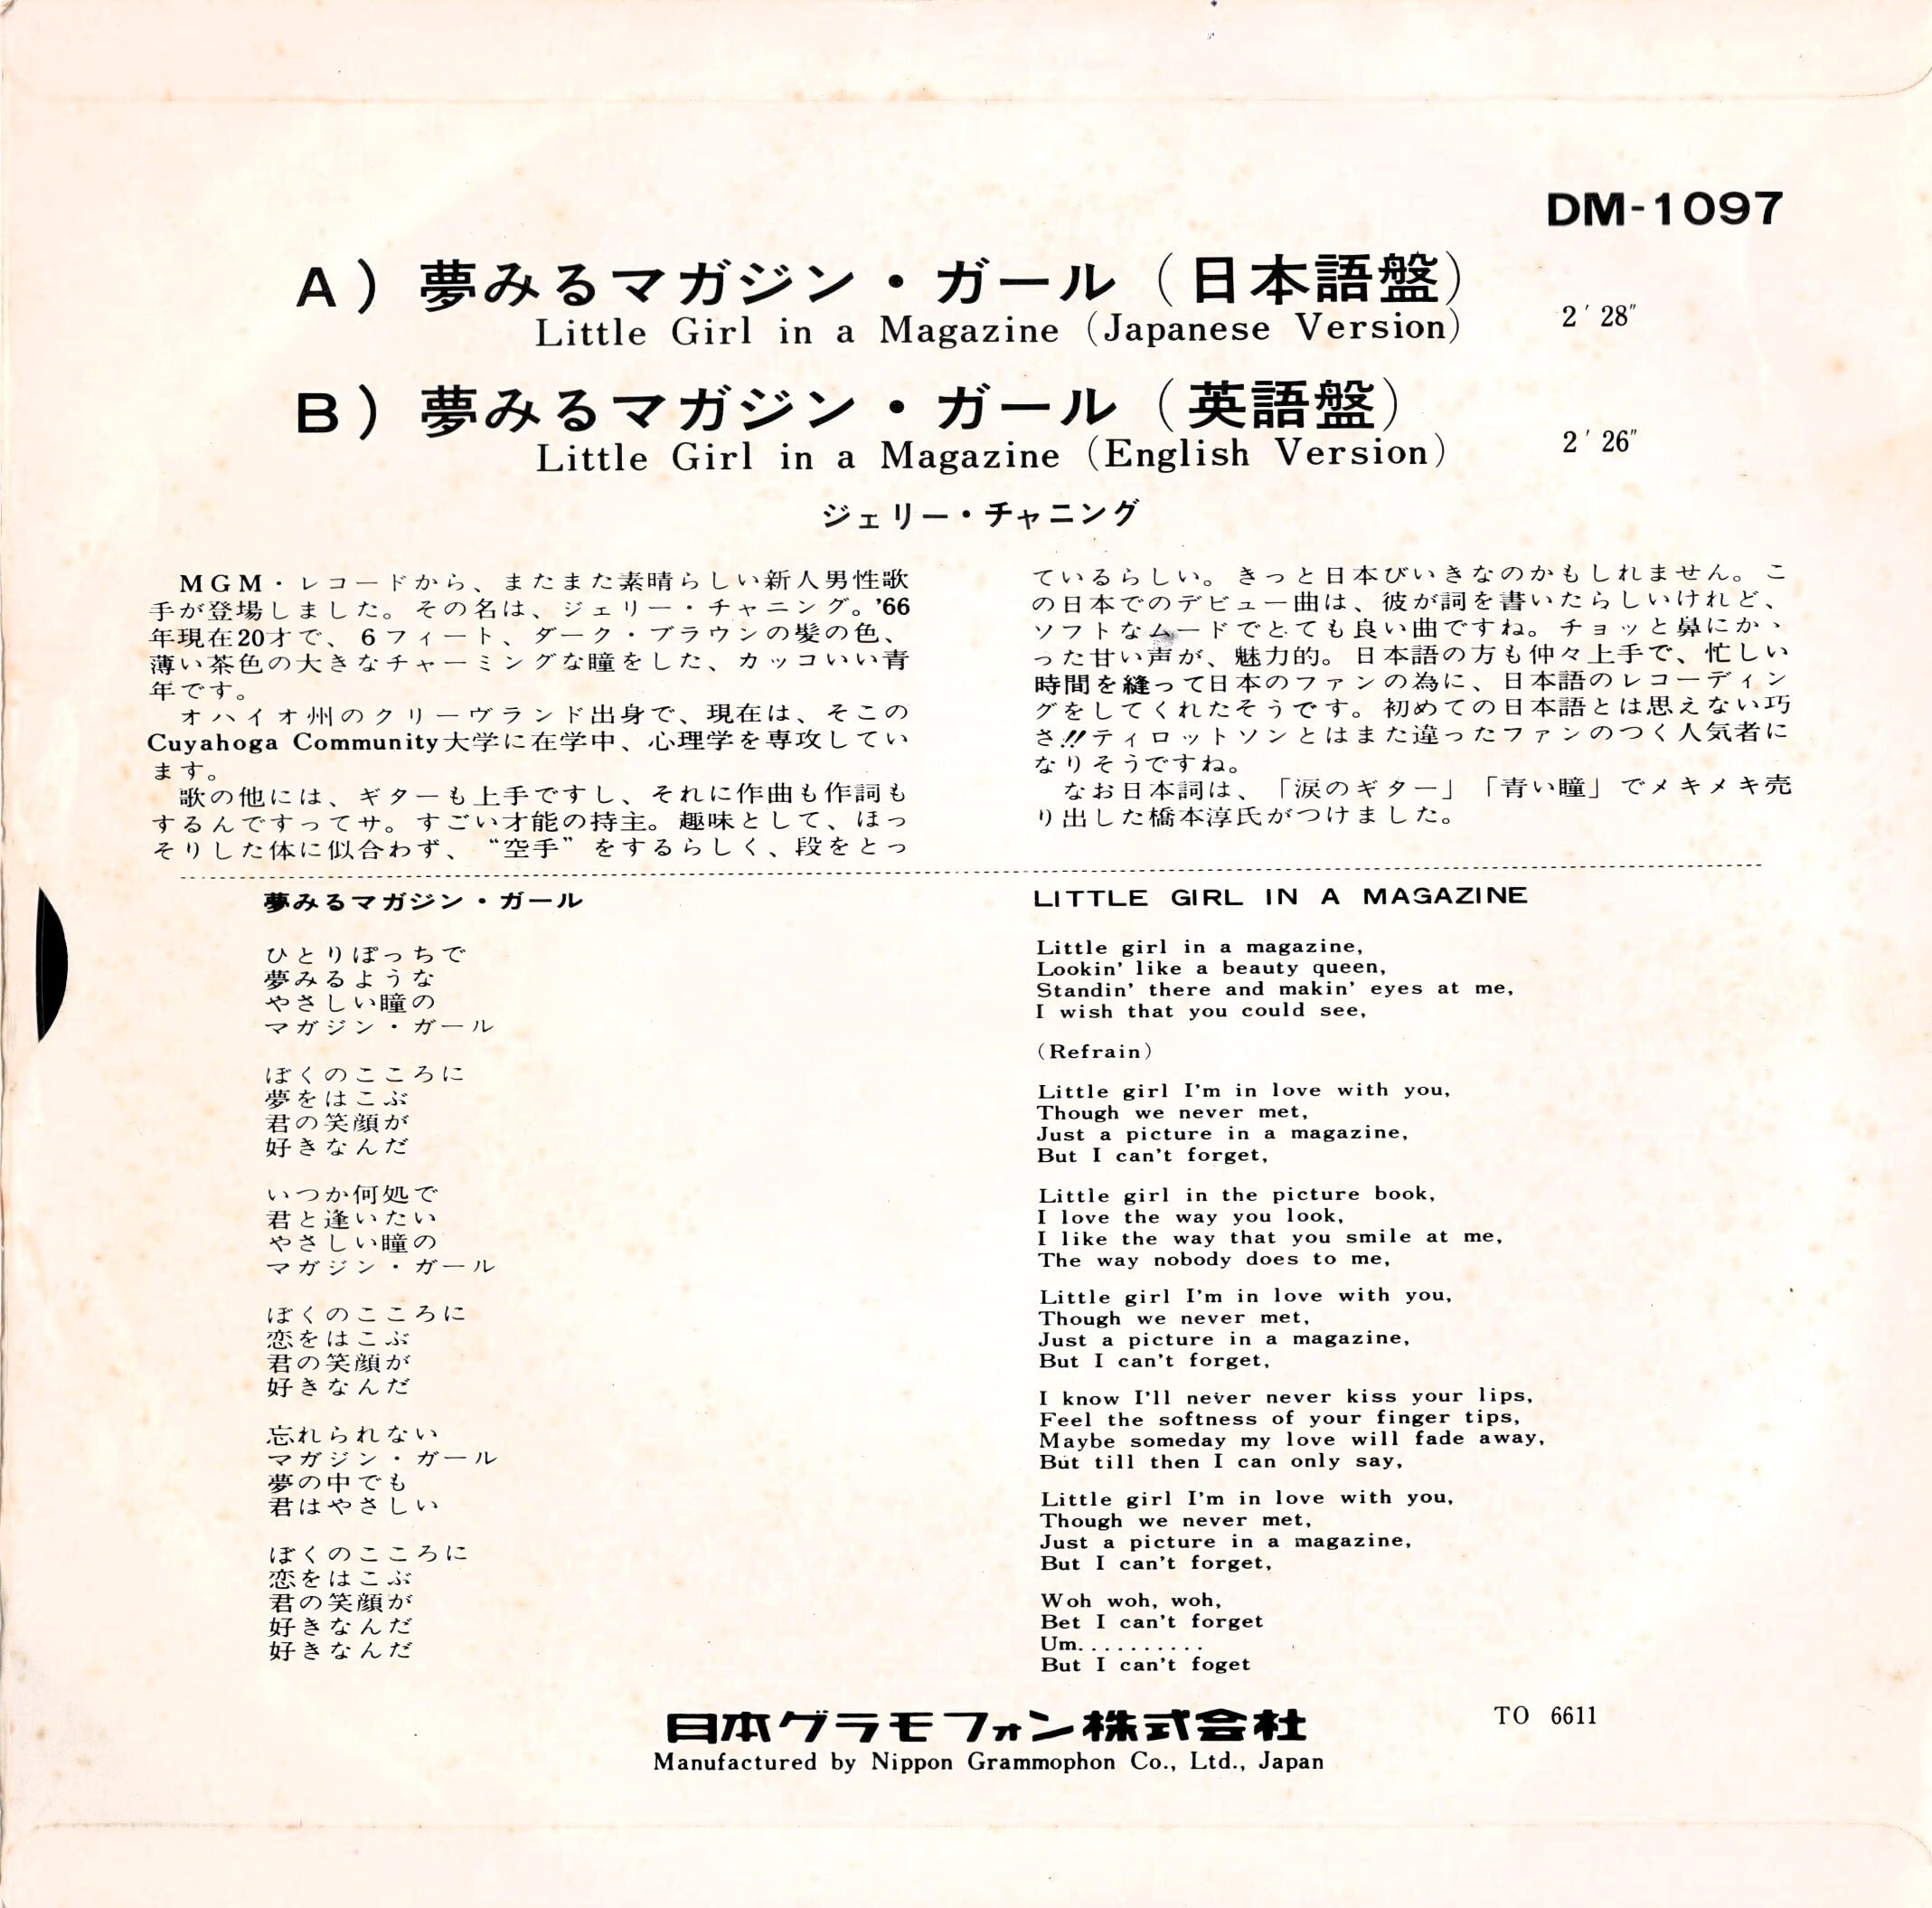 DM-1097
A）夢みるマガジン・ガール（日本語盤）
Little Girl in a Magazine (Japanese Version) 2′28″
B）夢みるマガジン・ガール（英語盤）
Little Girl in a Magazine (English Version) 2′26″
ジェリー・チャニング
MGM・レコードから、またまた素晴らしい新人男性歌
手が登場しました。その名は、ジェリー・チャニング。’66
年現在20才で、6フィート、ダーク・ブラウンの髪の色、
薄い茶色の大きなチャーミングな瞳をした、カッコいい青
年です。
オハイオ州のクリーヴランド出身で、現在は、そこの
Cuyahoga Community大学に在学中、心理学を専攻してい
ます。
歌の他には、ギターも上手ですし、それに作曲も作詞も
するんですってサ。すごい才能の持主。趣味として、ほっ
そりした体に似合わず、“空手”をするらしく、段をとっ
ているらしい。きっと日本びいきなのかもしれません。こ
の日本でのデビュー曲は、彼が詞を書いたらしいけれど、
ソフトなムードでとても良い曲ですね。チョッと鼻にかゝ
った甘い声が、魅力的。日本語の方も仲々上手で、忙しい
時間を縫って日本のファンの為に、日本語のレコーディン
グをしてくれたそうです。初めての日本語とは思えない巧
さ!!ティロットソンとはまた違ったファンのつく人気者に
なりそうですね。
なお日本詞は、「涙のギター」「青い瞳」でメキメキ売
り出した橋本淳氏がつけました。
夢みるマガジン・ガール
ひとりぽっちで
夢みるような
やさしい瞳の
マガジン・ガール
ぼくのこころに
夢をはこぶ
君の笑顔が
好きなんだ
いつか何処で
君と逢いたい
やさしい瞳の
マガジン・ガール
ぼくのこころに
恋をはこぶ
君の笑顔が
好きなんだ
忘れられない
マガジン・ガール
夢の中でも
君はやさしい
ぼくのこころに
恋をはこぶ
君の笑顔が
好きなんだ
好きなんだ
LITTLE GIRL IN A MAGAZINE
Little girl in a magazine,
Lookin’ like a beauty queen,
Standin’ there and makin’ eyes at me,
I wish that you could see,
(Refrain)
Little girl I’m in love with you,
Though we never met,
Just a picture in a magazine,
But I can’t forget,
Little girl in the picture book,
I love the way you look,
I like the way that you smile at me,
The way nobody does to me,
Little girl I’m in love with you,
Though we never met,
Just a picture in a magazine,
But I can’t forget,
I know I’ll never never kiss your lips,
Feel the softness of your finger tips,
Maybe someday my love will fade away,
But till then I can only say,
Little girl I’m in love with you,
Though we never met,
Just a picture in a magazine,
But I can’t forget,
Woh woh, woh,
Bet I can’t forget
Um..........
But I can’t foget
日本グラモフォン株式会社
Manufactured by Nippon Grammophon Co., Ltd., Japan
TO 6611